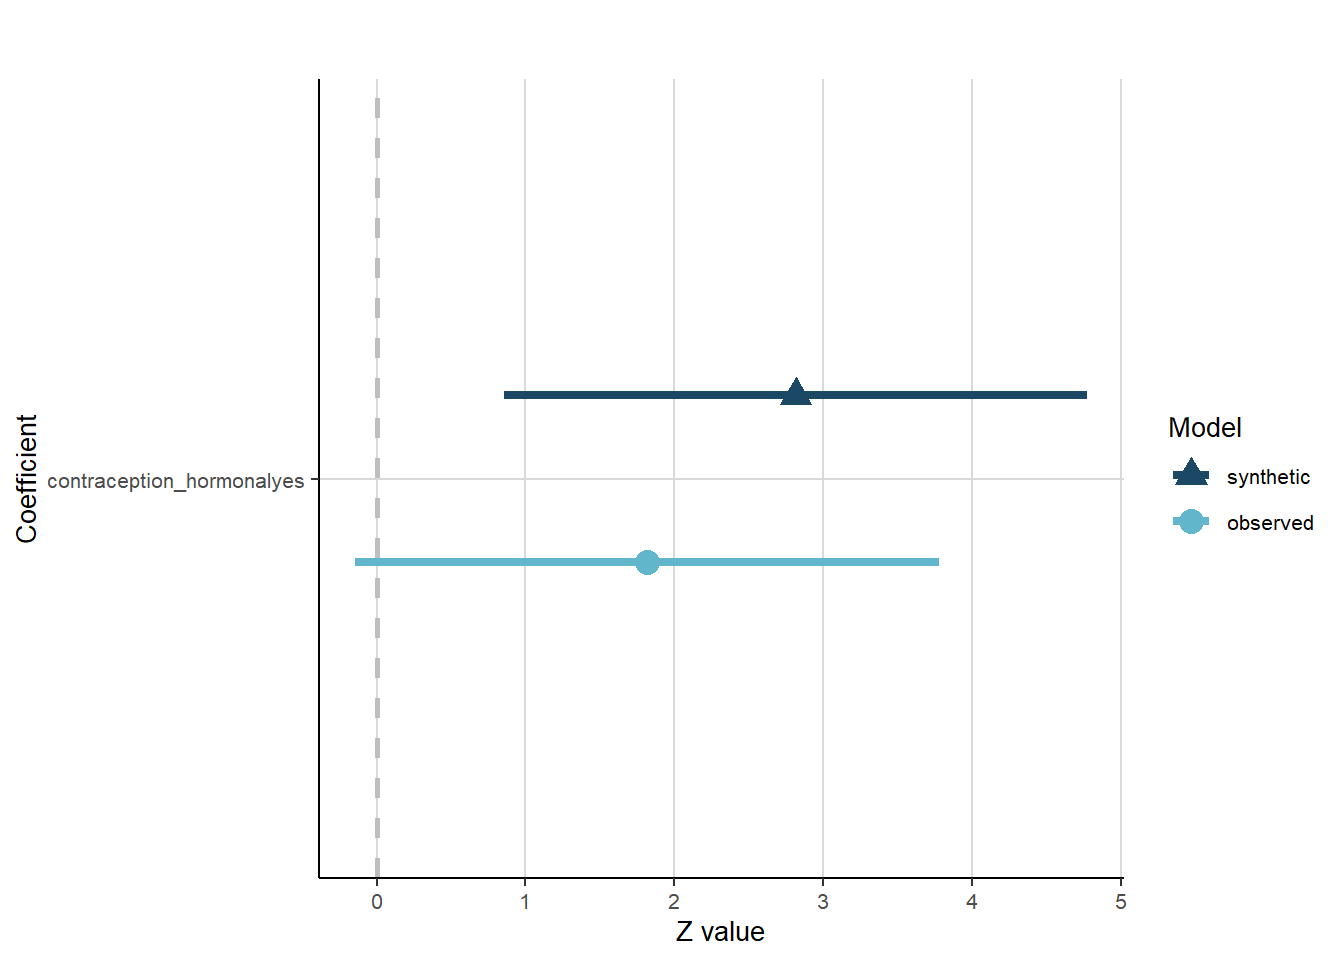 Coefficient
contraception_hormonalyes
0 1 2 3 4 5
Z value
Model
synthetic
observed